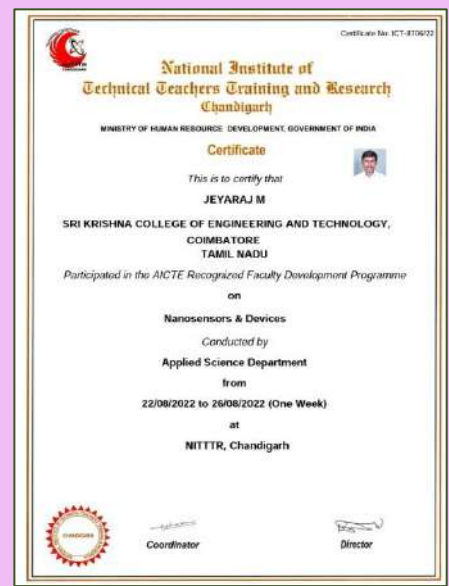 Certificate No: ICT-8706/22
National Institute of
Technical Teachers Training and Research
Chandigarh
MINISTRY OF HUMAN RESOURCE DEVELOPMENT, GOVERNMENT OF INDIA
Certificate
This is to certify that
JEYARAJ M
SRI KRISHNA COLLEGE OF ENGINEERING AND TECHNOLOGY,
COIMBATORE
TAMIL NADU
Participated in the AICTE Recognized Faculty Development Programme
on
Nanosensors & Devices
Conducted by
Applied Science Department
from
22/08/2022 to 26/08/2022 (One Week)
at
NITTTR, Chandigarh
CHANDIGARH
Coordinator
Director